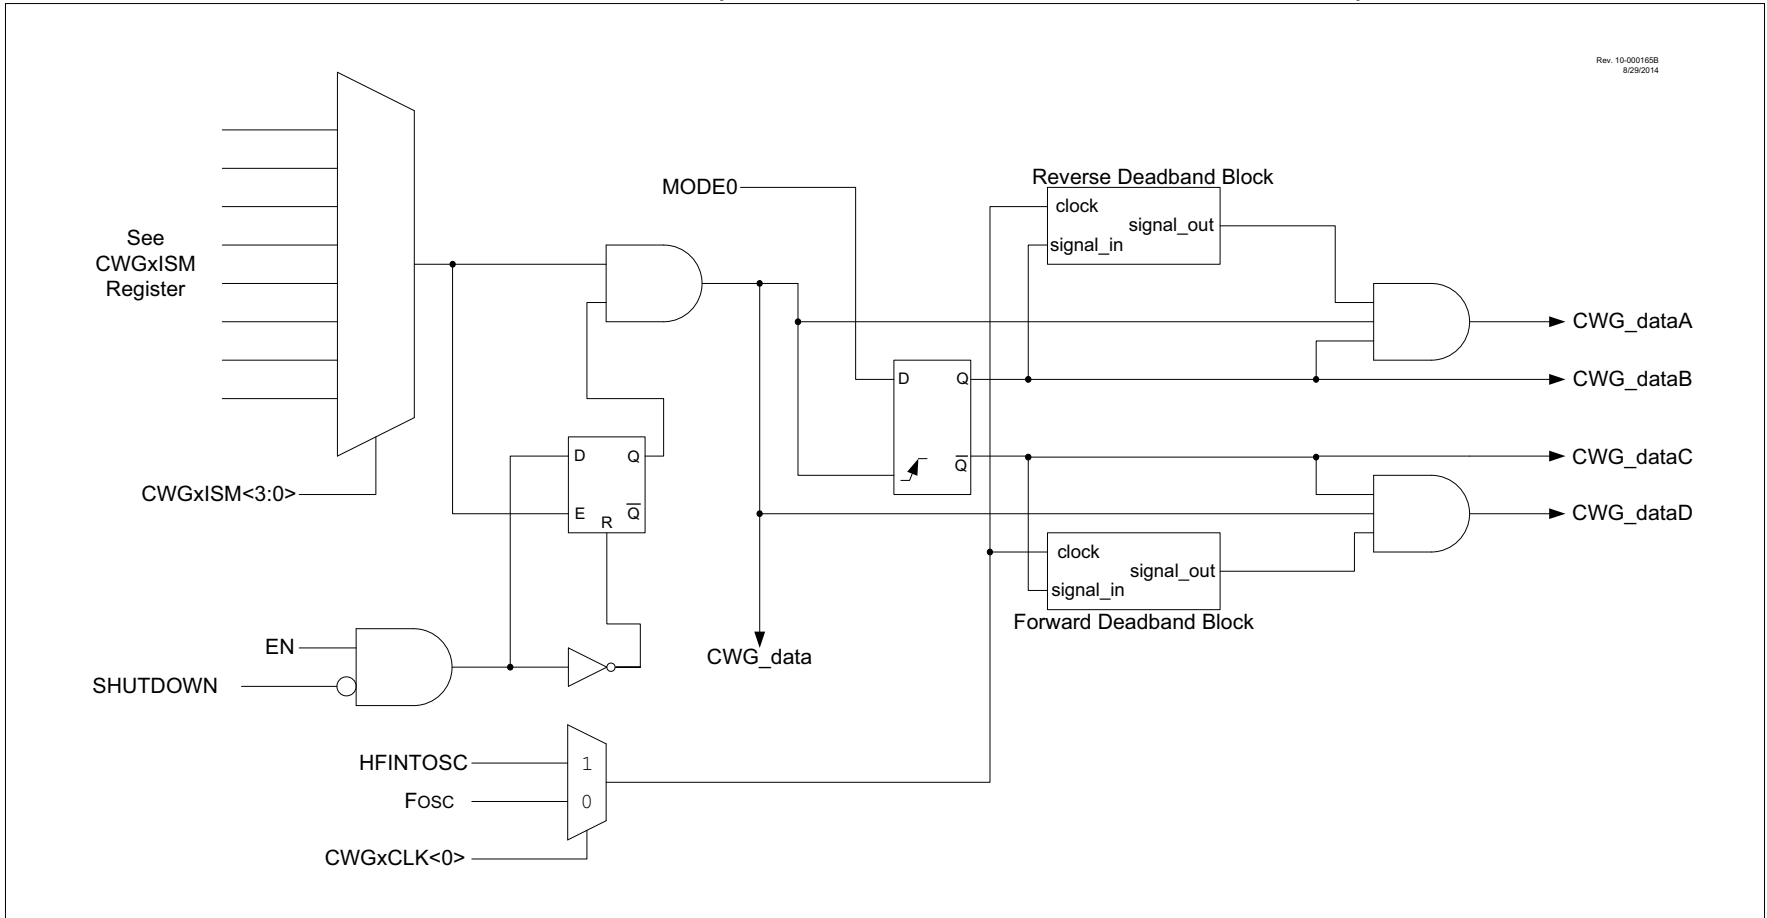 Rev. 10-000165B
8/29/2014
See
CWGxISM
Register
MODE0
Reverse Deadband Block
clock
signal_out
signal_in
CWG_dataA
D
Q
CWG_dataB
Q
CWG_dataC
D
Q
CWGxISM<3:0>
E
R
Q
CWG_dataD
clock
signal_out
signal_in
Forward Deadband Block
EN
CWG_data
SHUTDOWN
HFINTOSC
1
FOSC
0
CWGxCLK<0>